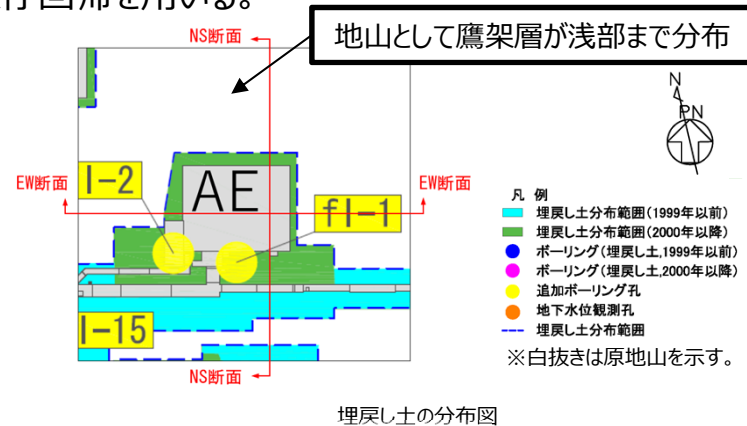 NS断面
地山として鷹架層が浅部まで分布
N
PN
I-2
AE
fI-1
EW断面
EW断面
I-15
NS断面
凡 例
埋戻し土分布範囲(1999年以前)
埋戻し土分布範囲(2000年以降)
ボーリング(埋戻し土,1999年以前)
ボーリング(埋戻し土,2000年以降)
追加ボーリング孔
地下水位観測孔
埋戻し土分布範囲
※白抜きは原地山を示す。
埋戻し土の分布図